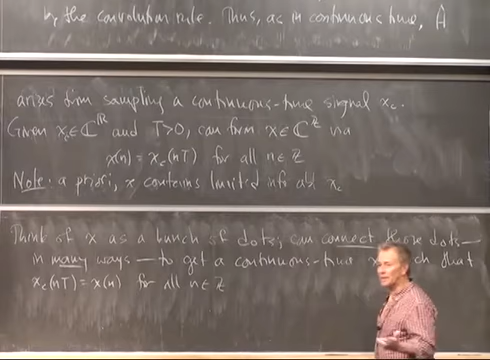 by the convolution rule. Thus, as in continuous time, Â
arises from sampling a continuous-time signal x_c.
Given x_c ∈ ℂ^ℝ and T>0, can form x ∈ ℂ^ℤ via
x(n) = x_c(nT) for all n ∈ ℤ
Note: a priori, x contains limited info abt x_c
Think of x as a bunch of dots; can connect those dots —
in many ways — to get a continuous-time such that
x_c(nT) = x(n) for all n ∈ ℤ